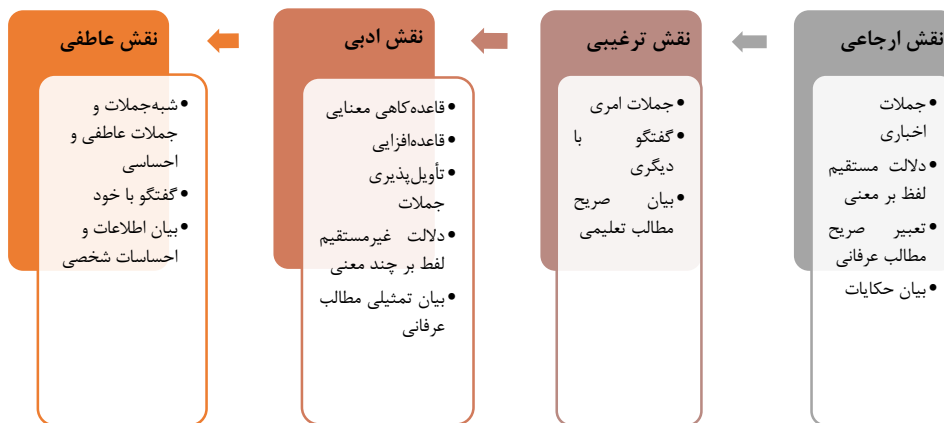 نقش ارجاعی
•جملات
اخباری
•دلالت مستقیم
لفظ بر معنی
•تعبیر صریح
مطالب عرفانی
•بیان حکایات
نقش ترغیبی
•جملات امری
•گفتگو با
دیگری
•بیان صریح
مطالب تعلیمی
نقش ادبی
•قاعده‌کاهی معنایی
•قاعده‌افزایی
•تأویل‌پذیری
جملات
•دلالت غیرمستقیم
لفط بر چند معنی
•بیان تمثیلی مطالب
عرفانی
نقش عاطفی
•شبه‌جملات و
جملات عاطفی و
احساسی
•گفتگو با خود
•بیان اطلاعات و
احساسات شخصی